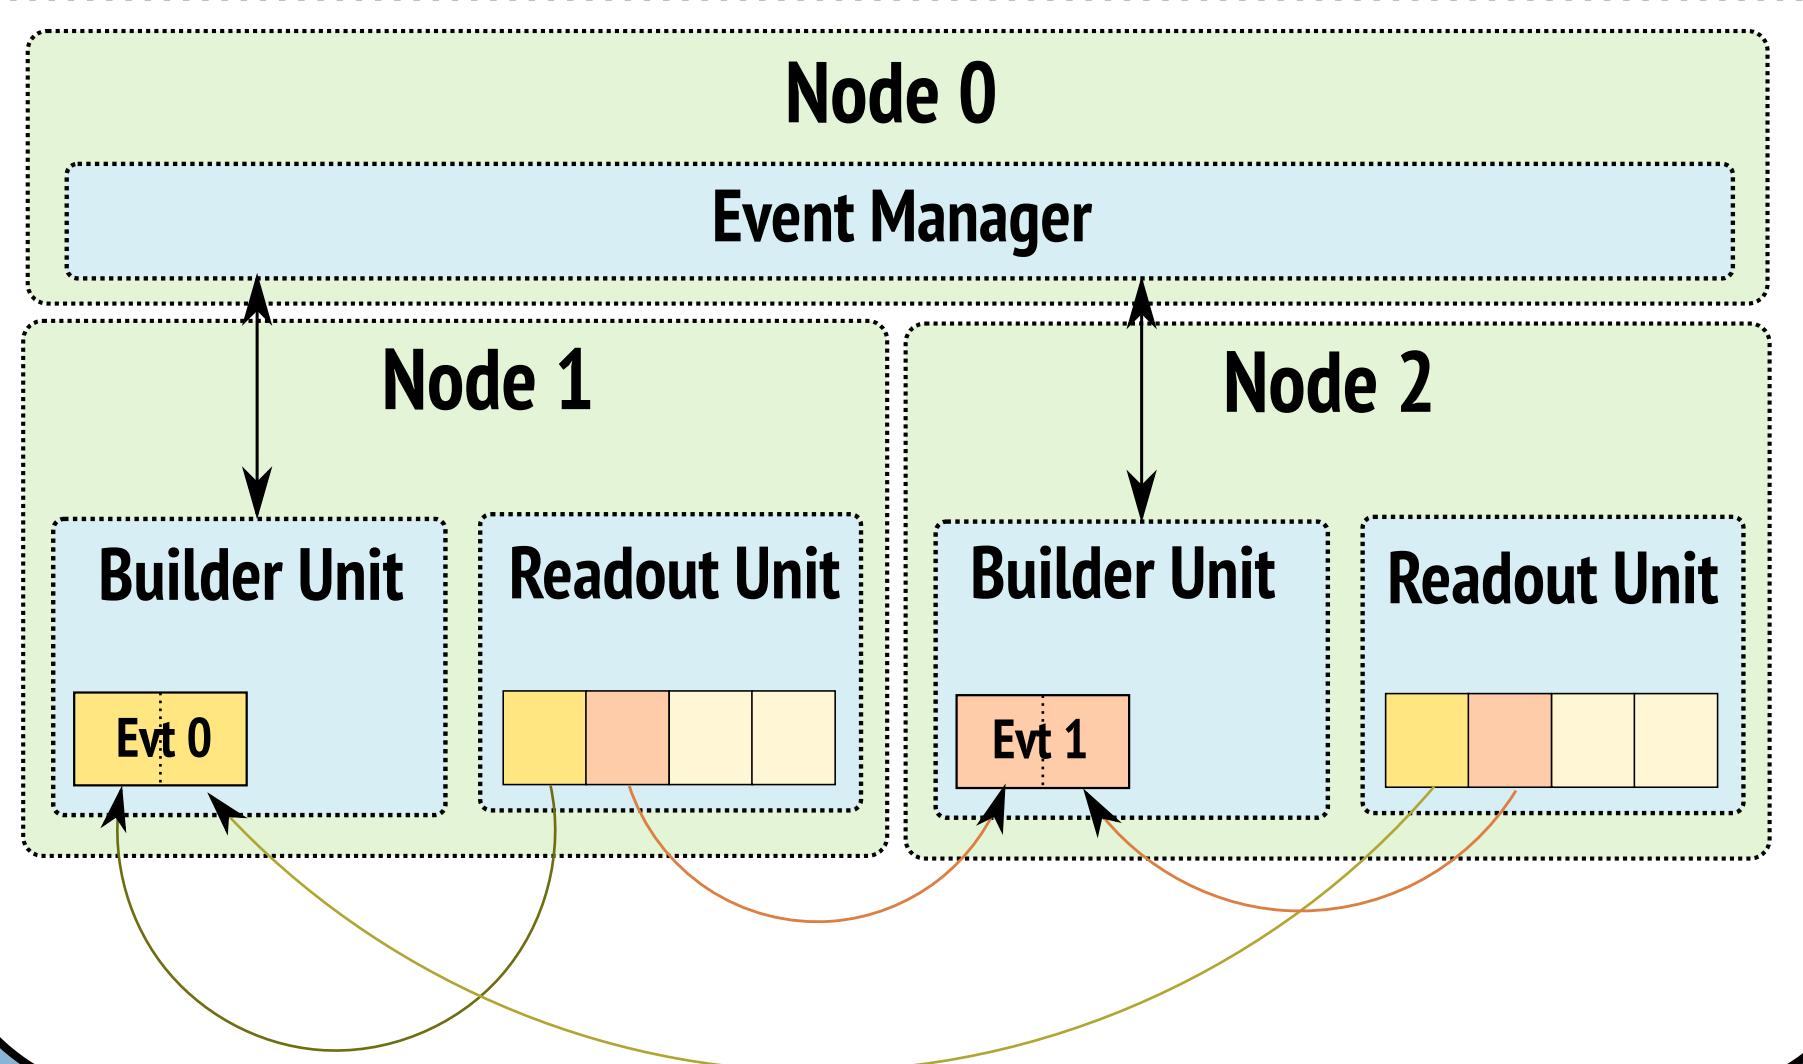 Node 0
Event Manager
Node 1
Node 2
Builder Unit
Readout Unit
Builder Unit
Readout Unit
Evt 0
Evt 1